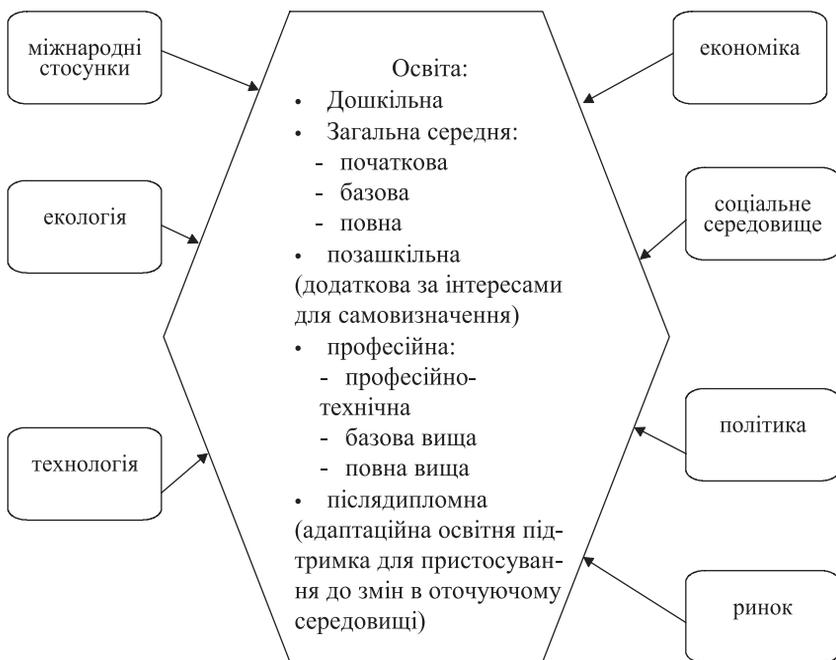 міжнародні
стосунки
екологія
технологія
Освіта:
• Дошкільна
• Загальна середня:
- початкова
- базова
- повна
• позашкільна
(додаткова за інтересами
для самовизначення)
• професійна:
- професійно-
технічна
- базова вища
- повна вища
• післядипломна
(адаптаційна освітня під-
тримка для пристосуван-
ня до змін в оточуючому
середовищі)
економіка
соціальне
середовище
політика
ринок